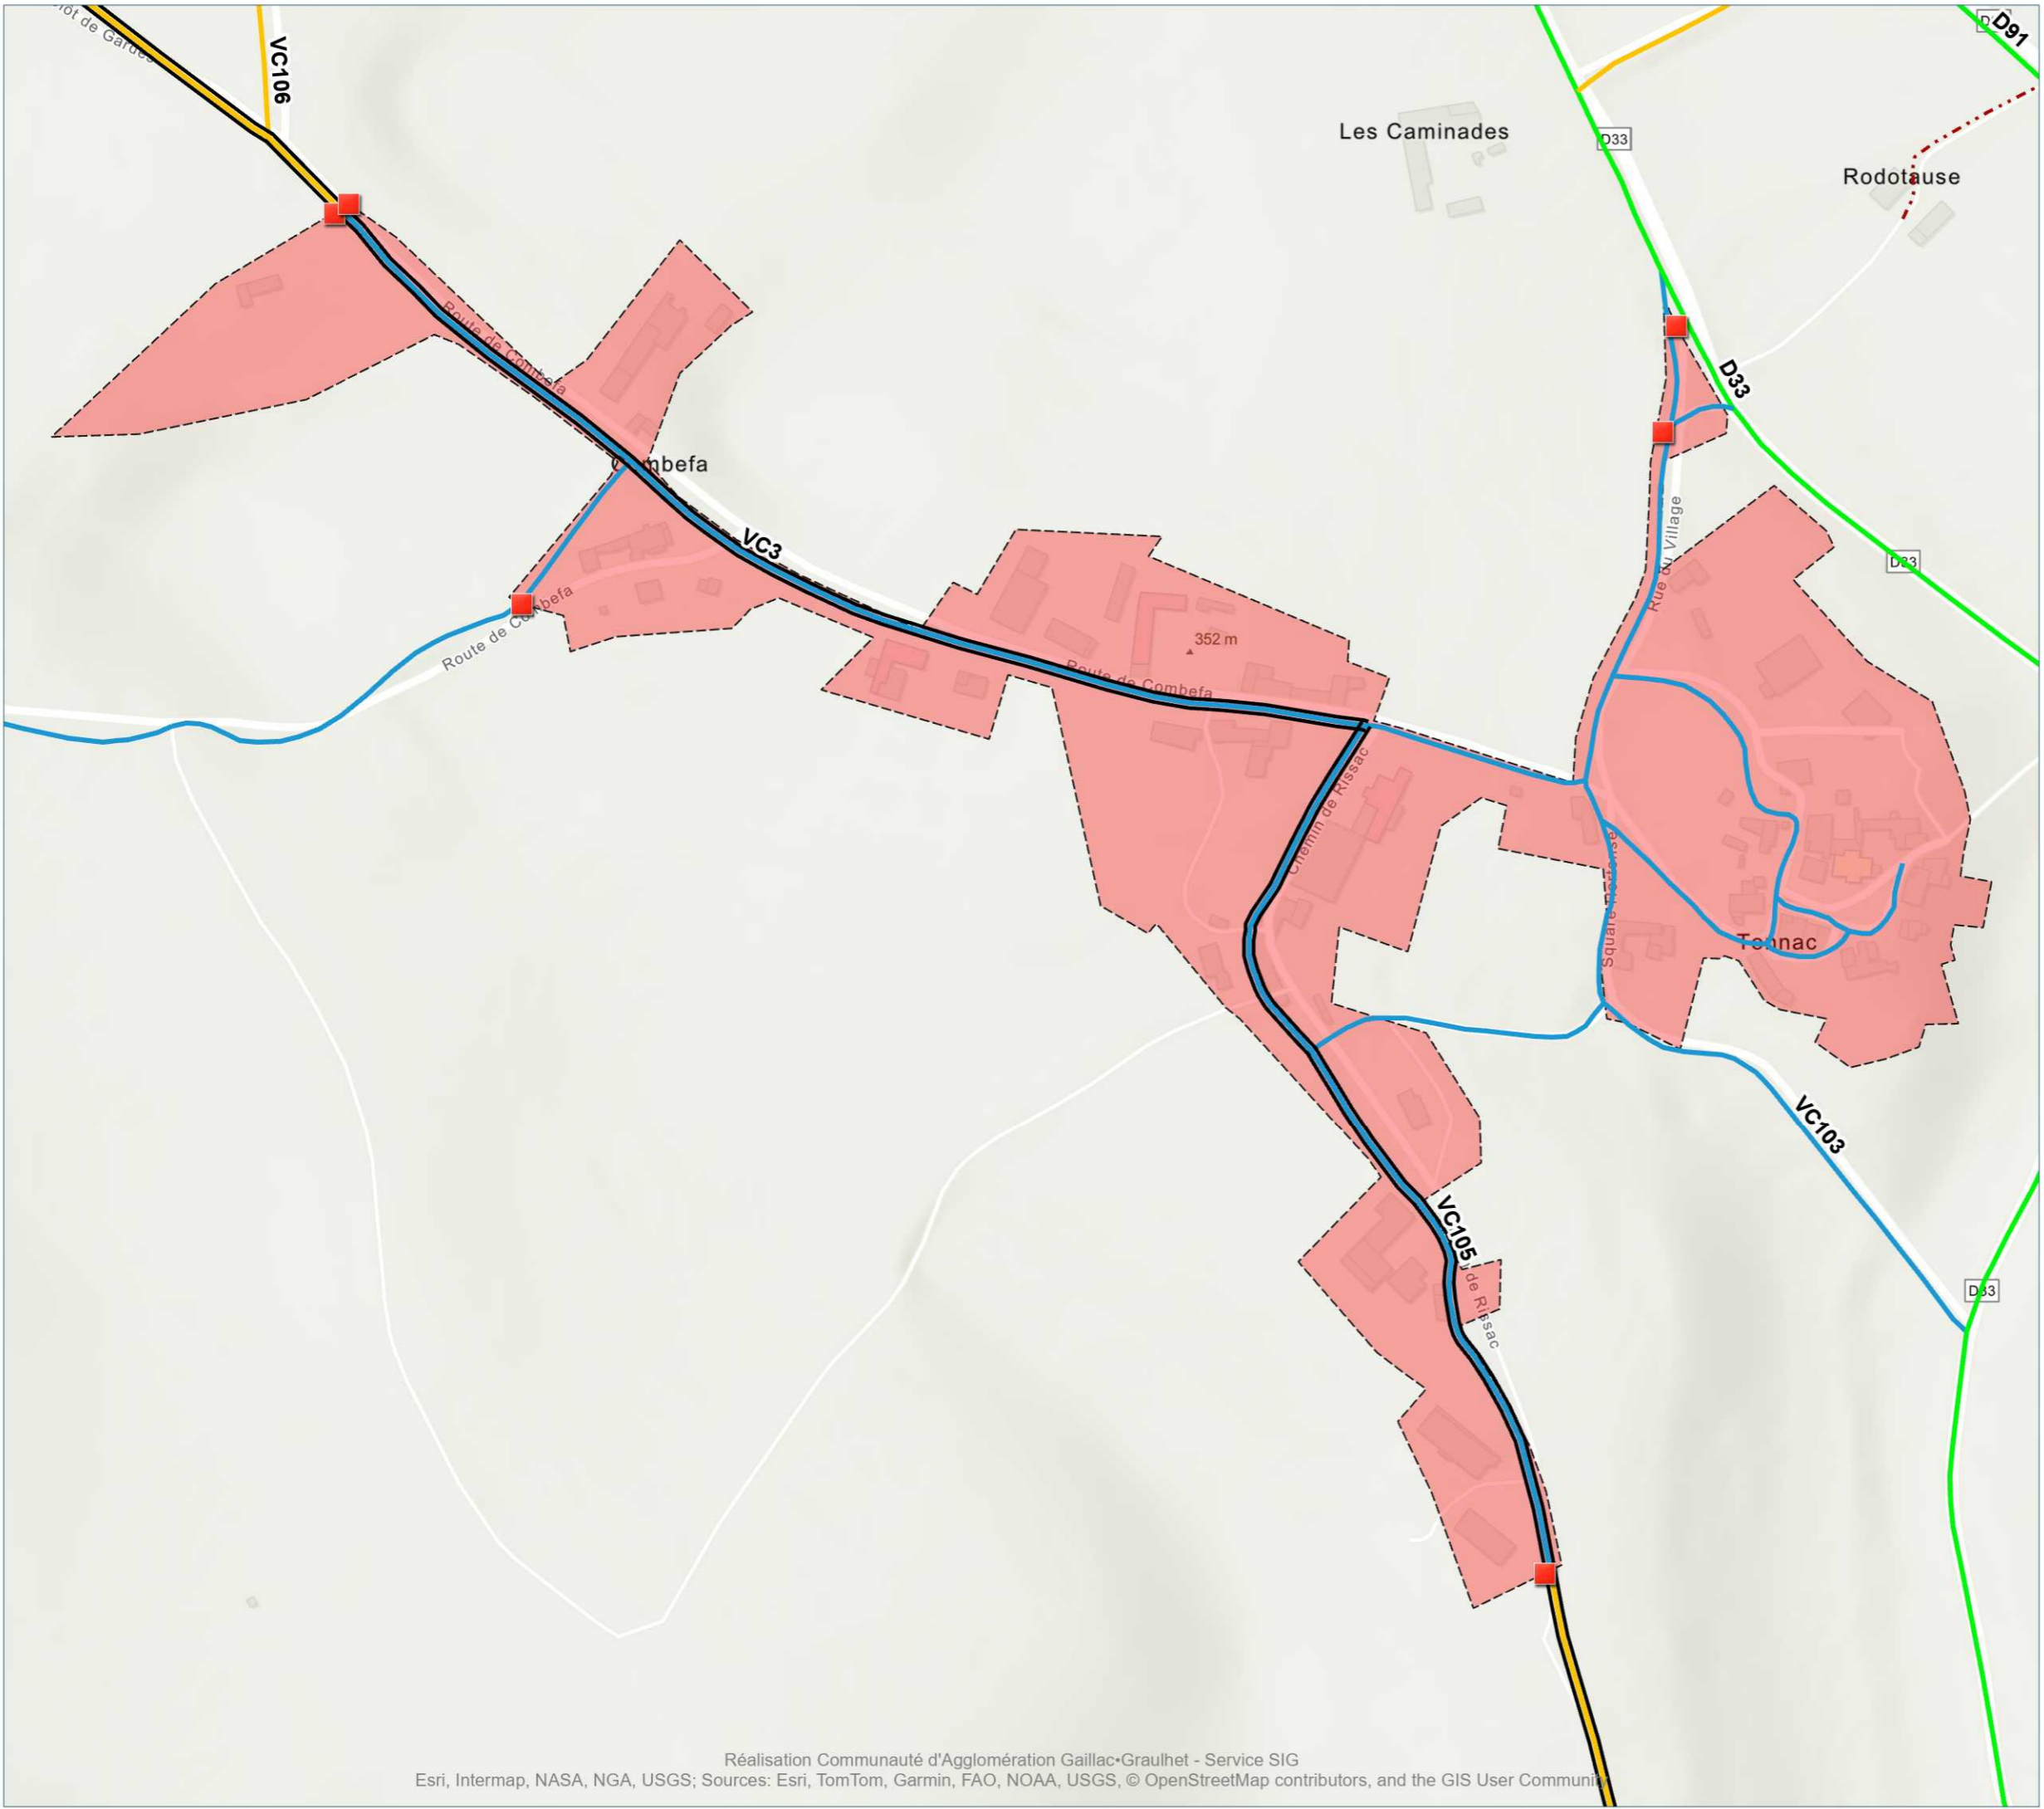 VC106
D91
D33
Les Caminades
Rodotause
Route de Combefa
D33
Combefa
VC3
D33
Rue du Village
Route de Combefa
352 m
Route de Combefa
Chemin de Rissac
Square Hortense
Tonnac
VC103
VC105
de Rissac
D33
Réalisation Communauté d'Agglomération Gaillac•Graulhet - Service SIG
Esri, Intermap, NASA, NGA, USGS; Sources: Esri, TomTom, Garmin, FAO, NOAA, USGS, © OpenStreetMap contributors, and the GIS User Community